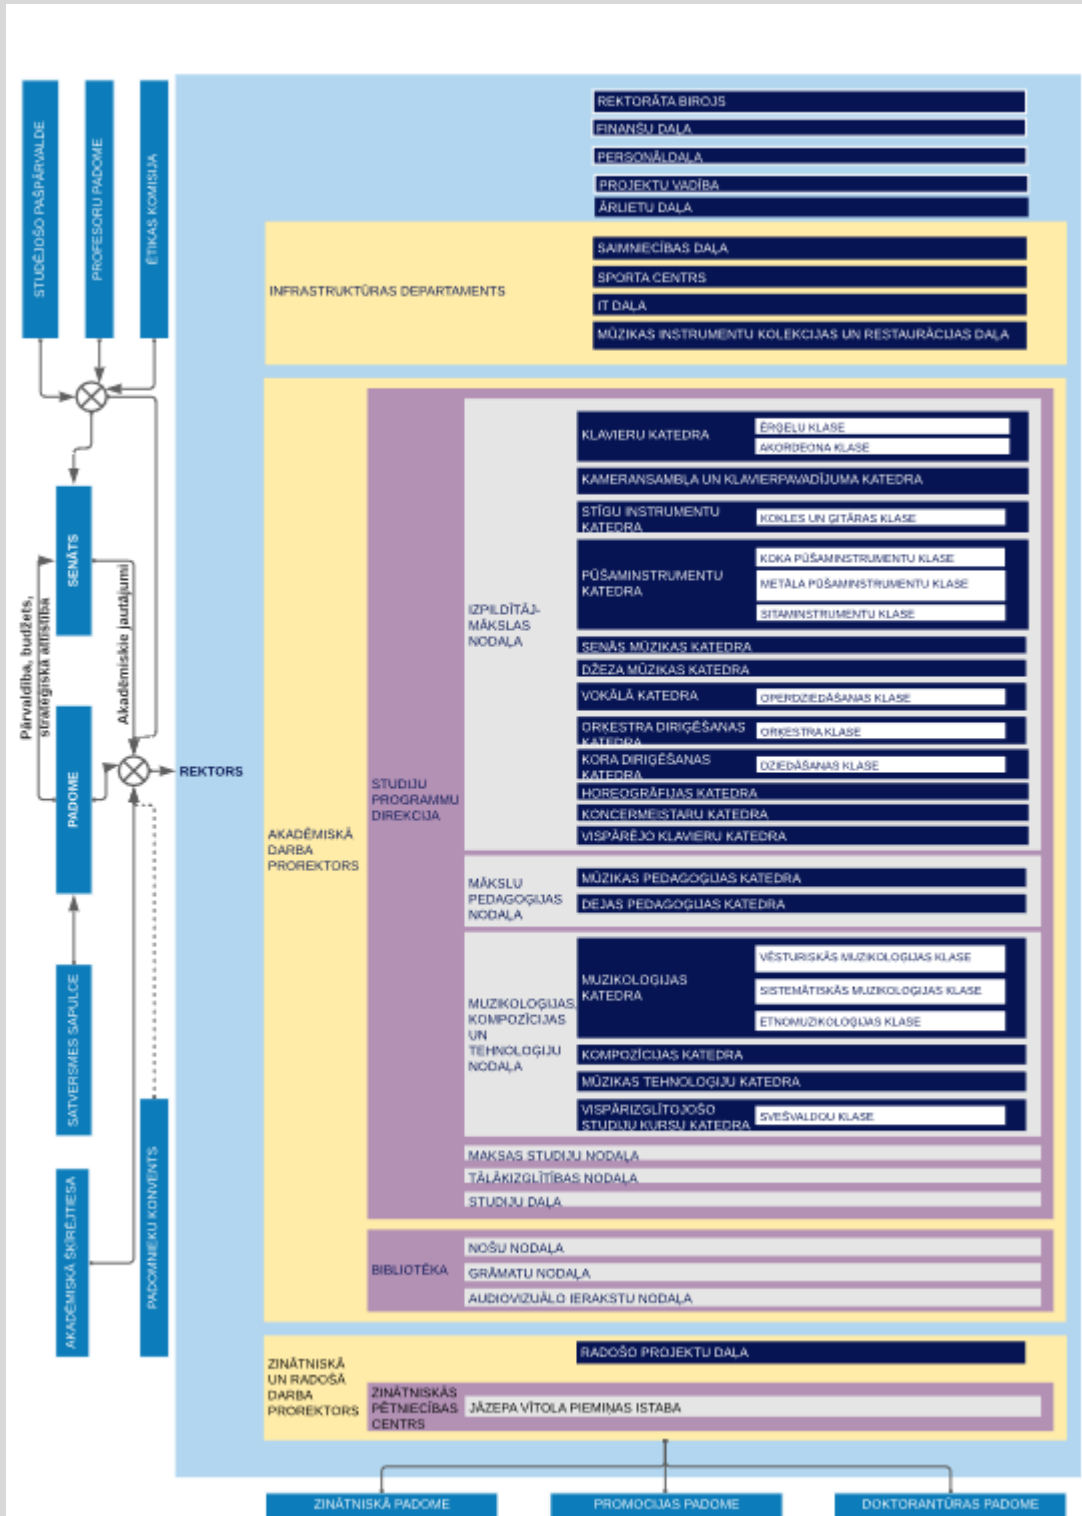 STUDĒJOŠO PAŠPĀRVALDE
PROFESORU PADOME
ĒTIKAS KOMISIJA
SENĀTS
Pārvaldība, budžets,
stratēģiskā attīstība
Akadēmiskie jautājumi
PADOME
SATVERSMES SAPULCE
AKADĒMISKĀ ŠĶĪRĒJTIESA
PADOMNIEKU KONVENTS
REKTORS
REKTORĀTA BIROJS
FINANŠU DAĻA
PERSONĀLDAĻA
PROJEKTU VADĪBA
ĀRLIETU DAĻA
INFRASTRUKTŪRAS DEPARTAMENTS
SAIMNIECĪBAS DAĻA
SPORTA CENTRS
IT DAĻA
MŪZIKAS INSTRUMENTU KOLEKCIJAS UN RESTAURĀCIJAS DAĻA
AKADĒMISKĀ
DARBA
PROREKTORS
STUDIJU
PROGRAMMU
DIREKCIJA
IZPILDĪTĀJ-
MĀKSLAS
NODAĻA
KLAVIERU KATEDRA
ĒRĢEĻU KLASE
AKORDEONA KLASE
KAMERANSAMBĻA UN KLAVIERPAVADĪJUMA KATEDRA
STĪGU INSTRUMENTU
KATEDRA
KOKLES UN ĢITĀRAS KLASE
PŪŠAMINSTRUMENTU
KATEDRA
KOKA PŪŠAMINSTRUMENTU KLASE
METĀLA PŪŠAMINSTRUMENTU KLASE
SITAMINSTRUMENTU KLASE
SENĀS MŪZIKAS KATEDRA
DŽEZA MŪZIKAS KATEDRA
VOKĀLĀ KATEDRA
OPERDZIEDĀŠANAS KLASE
ORĶESTRA DIRIĢĒŠANAS
KATEDRA
ORĶESTRA KLASE
KORA DIRIĢĒŠANAS
KATEDRA
DZIEDĀŠANAS KLASE
HOREOGRĀFIJAS KATEDRA
KONCERMEISTARU KATEDRA
VISPĀRĒJO KLAVIERU KATEDRA
MĀKSLU
PEDAGOĢIJAS
NODAĻA
MŪZIKAS PEDAGOĢIJAS KATEDRA
DEJAS PEDAGOĢIJAS KATEDRA
MUZIKOLOĢIJAS,
KOMPOZĪCIJAS
UN
TEHNOLOĢIJU
NODAĻA
MUZIKOLOĢIJAS
KATEDRA
VĒSTURISKĀS MUZIKOLOĢIJAS KLASE
SISTEMĀTISKĀS MUZIKOLOĢIJAS KLASE
ETNOMUZIKOLOĢIJAS KLASE
KOMPOZĪCIJAS KATEDRA
MŪZIKAS TEHNOLOĢIJU KATEDRA
VISPĀRIZGLĪTOJOŠO
STUDIJU KURSU KATEDRA
SVEŠVALODU KLASE
MAKSAS STUDIJU NODAĻA
TĀLĀKIZGLĪTĪBAS NODAĻA
STUDIJU DAĻA
BIBLIOTĒKA
NOŠU NODAĻA
GRĀMATU NODAĻA
AUDIOVIZUĀLO IERAKSTU NODAĻA
ZINĀTNISKĀ
UN RADOŠĀ
DARBA
PROREKTORS
RADOŠO PROJEKTU DAĻA
ZINĀTNISKĀS
PĒTNIECĪBAS
CENTRS
JĀZEPA VĪTOLA PIEMIŅAS ISTABA
ZINĀTNISKĀ PADOME
PROMOCIJAS PADOME
DOKTORANTŪRAS PADOME